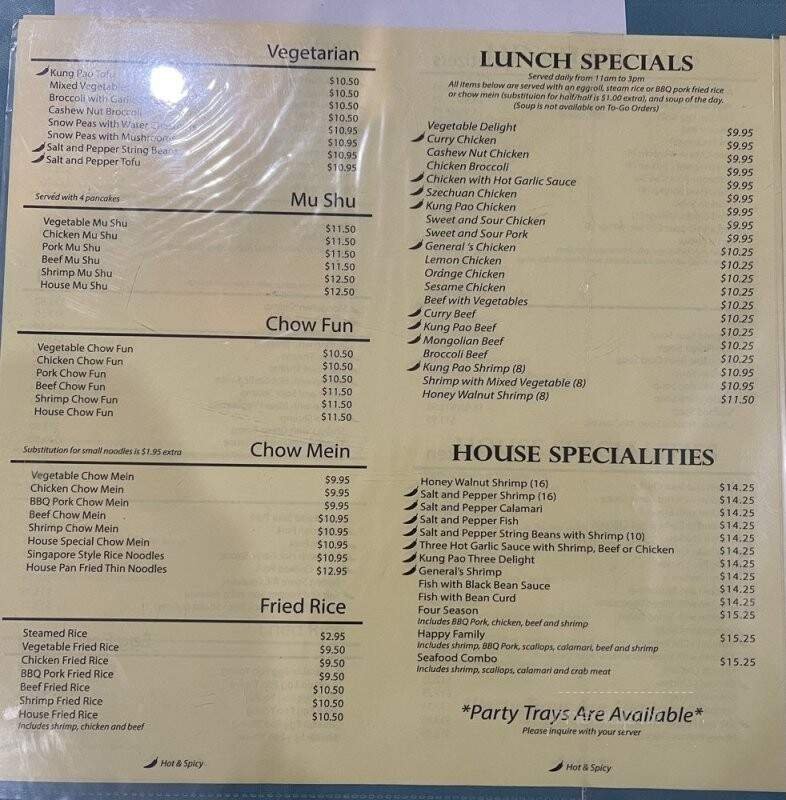 Vegetarian
Kung Pao Tofu $10.50
Mixed $10.50
Broccoli with $10.50
Cashew Nut Broccoli $10.50
Snow Peas with Water $10.95
Snow Peas with Mushrooms $10.95
Salt and Pepper String Beans $10.95
Salt and Pepper Tofu $10.95
Served with 4 pancakes Mu Shu
Vegetable Mu Shu $11.50
Chicken Mu Shu $11.50
Pork Mu Shu $11.50
Beef Mu Shu $11.50
Shrimp Mu Shu $12.50
House Mu Shu $12.50
Chow Fun
Vegetable Chow Fun $10.50
Chicken Chow Fun $10.50
Pork Chow Fun $10.50
Beef Chow Fun $11.50
Shrimp Chow Fun $11.50
House Chow Fun $11.50
Substitution for small noodles is $1.95 extra Chow Mein
Vegetable Chow Mein $9.95
Chicken Chow Mein $9.95
BBQ Pork Chow Mein $9.95
Beef Chow Mein $10.95
Shrimp Chow Mein $10.95
House Special Chow Mein $10.95
Singapore Style Rice Noodles $10.95
House Pan Fried Thin Noodles $12.95
Fried Rice
Steamed Rice $2.95
Vegetable Fried Rice $9.50
Chicken Fried Rice $9.50
BBQ Pork Fried Rice $9.50
Beef Fried Rice $10.50
Shrimp Fried Rice $10.50
House Fried Rice $10.50
Includes shrimp, chicken and beef
Hot & Spicy
LUNCH SPECIALS
Served daily from 11am to 3pm
All items below are served with an eggroll, steam rice or BBQ pork fried rice
or chow mein (substituion for half/half is $1.00 extra), and soup of the day.
(Soup is not available on To-Go Orders)
Vegetable Delight $9.95
Curry Chicken $9.95
Cashew Nut Chicken $9.95
Chicken Broccoli $9.95
Chicken with Hot Garlic Sauce $9.95
Szechuan Chicken $9.95
Kung Pao Chicken $9.95
Sweet and Sour Chicken $9.95
Sweet and Sour Pork $9.95
General 's Chicken $10.25
Lemon Chicken $10.25
Orange Chicken $10.25
Sesame Chicken $10.25
Beef with Vegetables $10.25
Curry Beef $10.25
Kung Pao Beef $10.25
Mongolian Beef $10.25
Broccoli Beef $10.25
Kung Pao Shrimp (8) $10.95
Shrimp with Mixed Vegetable (8) $10.95
Honey Walnut Shrimp (8) $11.50
HOUSE SPECIALITIES
Honey Walnut Shrimp (16) $14.25
Salt and Pepper Shrimp (16) $14.25
Salt and Pepper Calamari $14.25
Salt and Pepper Fish $14.25
Salt and Pepper String Beans with Shrimp (10) $14.25
Three Hot Garlic Sauce with Shrimp, Beef or Chicken $14.25
Kung Pao Three Delight $14.25
General's Shrimp $14.25
Fish with Black Bean Sauce $14.25
Fish with Bean Curd $14.25
Four Season $15.25
Includes BBQ Pork, chicken, beef and shrimp
Happy Family $15.25
Includes shrimp, BBQ Pork, scallops, calamari, beef and shrimp
Seafood Combo $15.25
Includes shrimp, scallops, calamari and crab meat
*Party Trays Are Available*
Please inquire with your server
Hot & Spicy